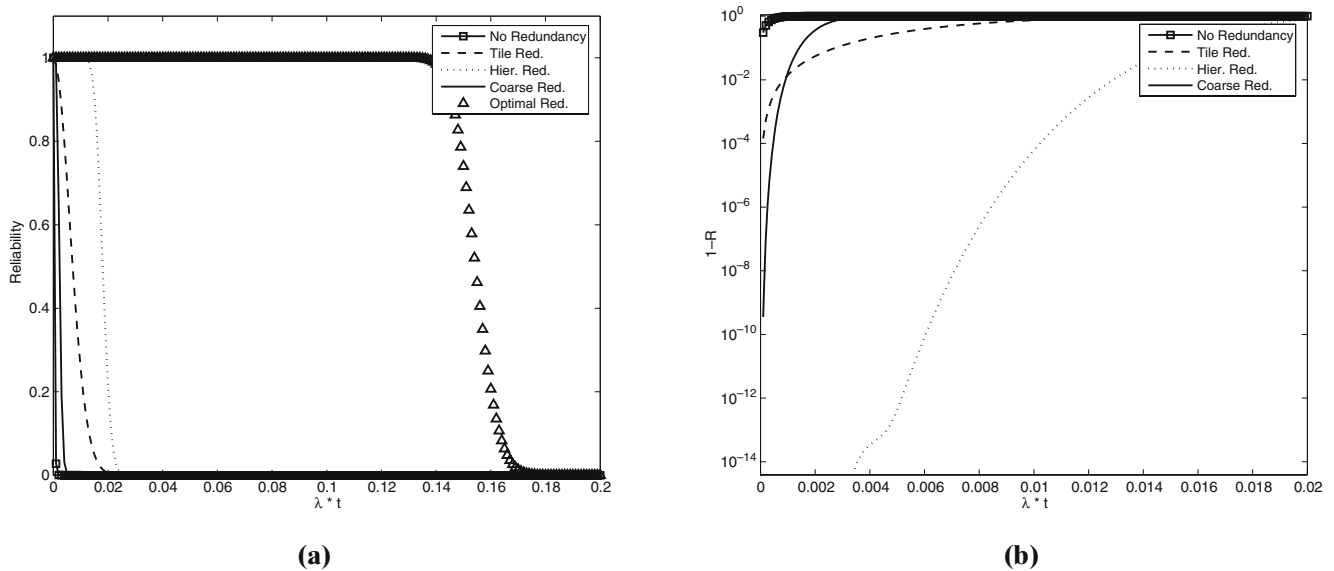 1
0.8
0.6
0.4
0.2
0
Reliability
0 0.02 0.04 0.06 0.08 0.1 0.12 0.14 0.16 0.18 0.2
λ * t
No Redundancy
Tile Red.
Hier. Red.
Coarse Red.
Optimal Red.
(a)
10⁰
10⁻²
10⁻⁴
10⁻⁶
10⁻⁸
10⁻¹⁰
10⁻¹²
10⁻¹⁴
1−R
0 0.002 0.004 0.006 0.008 0.01 0.012 0.014 0.016 0.018 0.02
λ * t
No Redundancy
Tile Red.
Hier. Red.
Coarse Red.
(b)